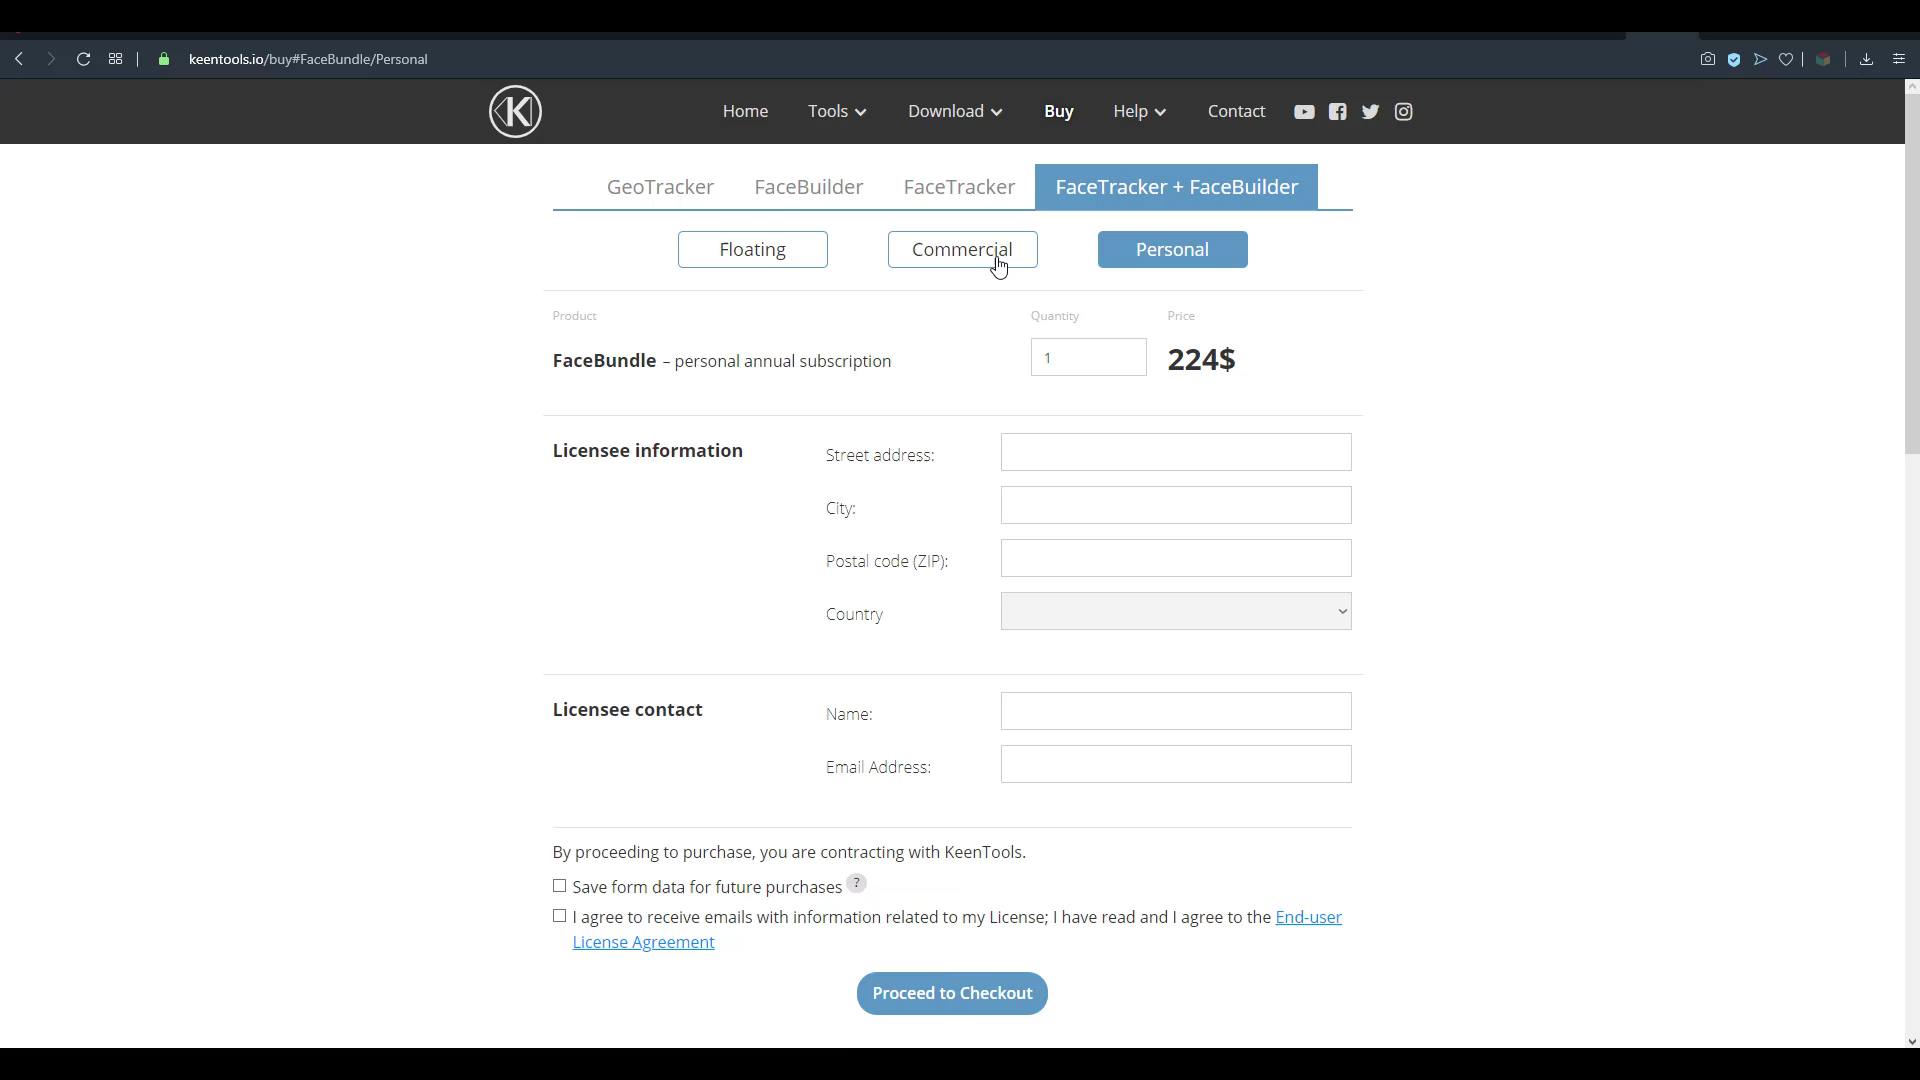 keentools.io/buy#FaceBundle/Personal
K Home Tools Download Buy Help Contact
GeoTracker FaceBuilder FaceTracker FaceTracker + FaceBuilder
Floating Commercial Personal
Product Quantity Price
FaceBundle – personal annual subscription 1 224$
Licensee information Street address:
City:
Postal code (ZIP):
Country
Licensee contact Name:
Email Address:
By proceeding to purchase, you are contracting with KeenTools.
Save form data for future purchases ?
I agree to receive emails with information related to my License; I have read and I agree to the End-user
License Agreement
Proceed to Checkout